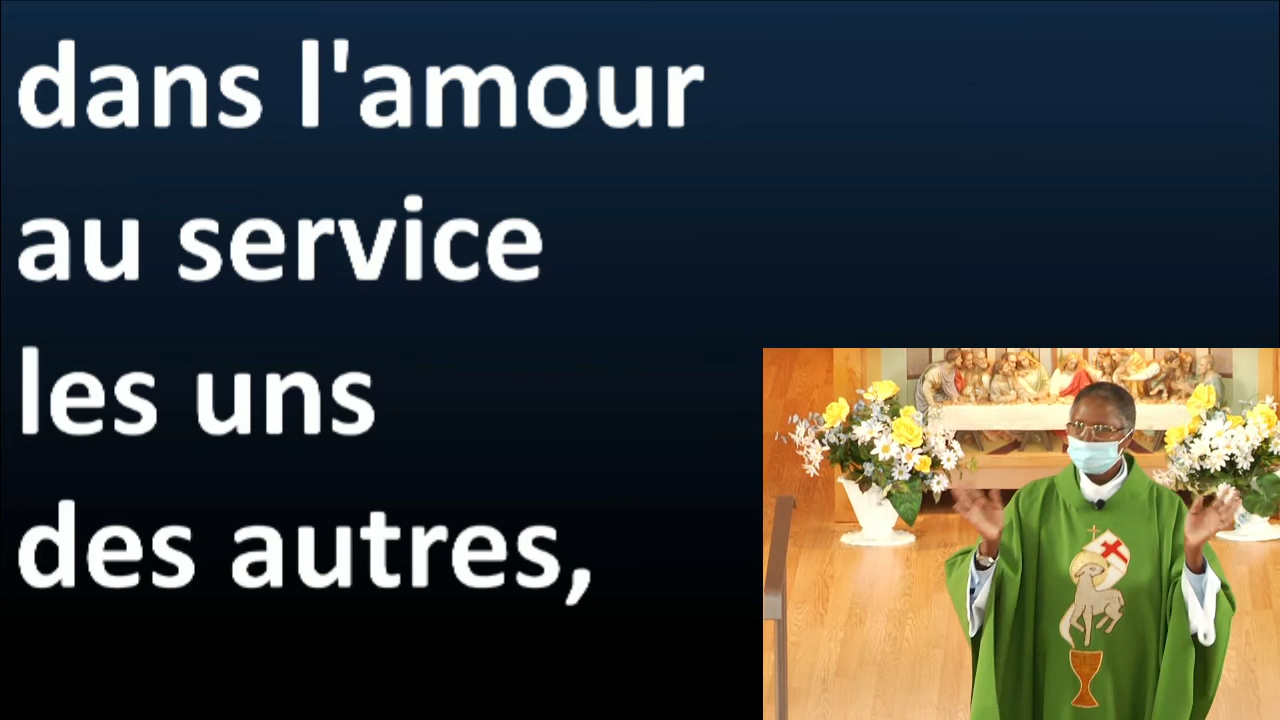 dans l'amour
au service
les uns
des autres,